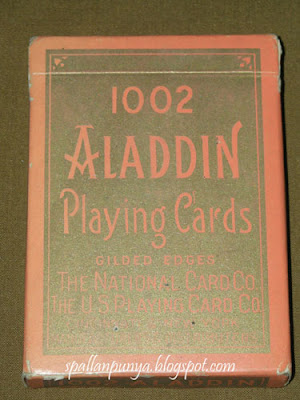 1002
ALADDIN
Playing Cards
GILDED EDGES
THE NATIONAL CARD CO.
THE U.S. PLAYING CARD CO.
spallanpunya.blogspot.com